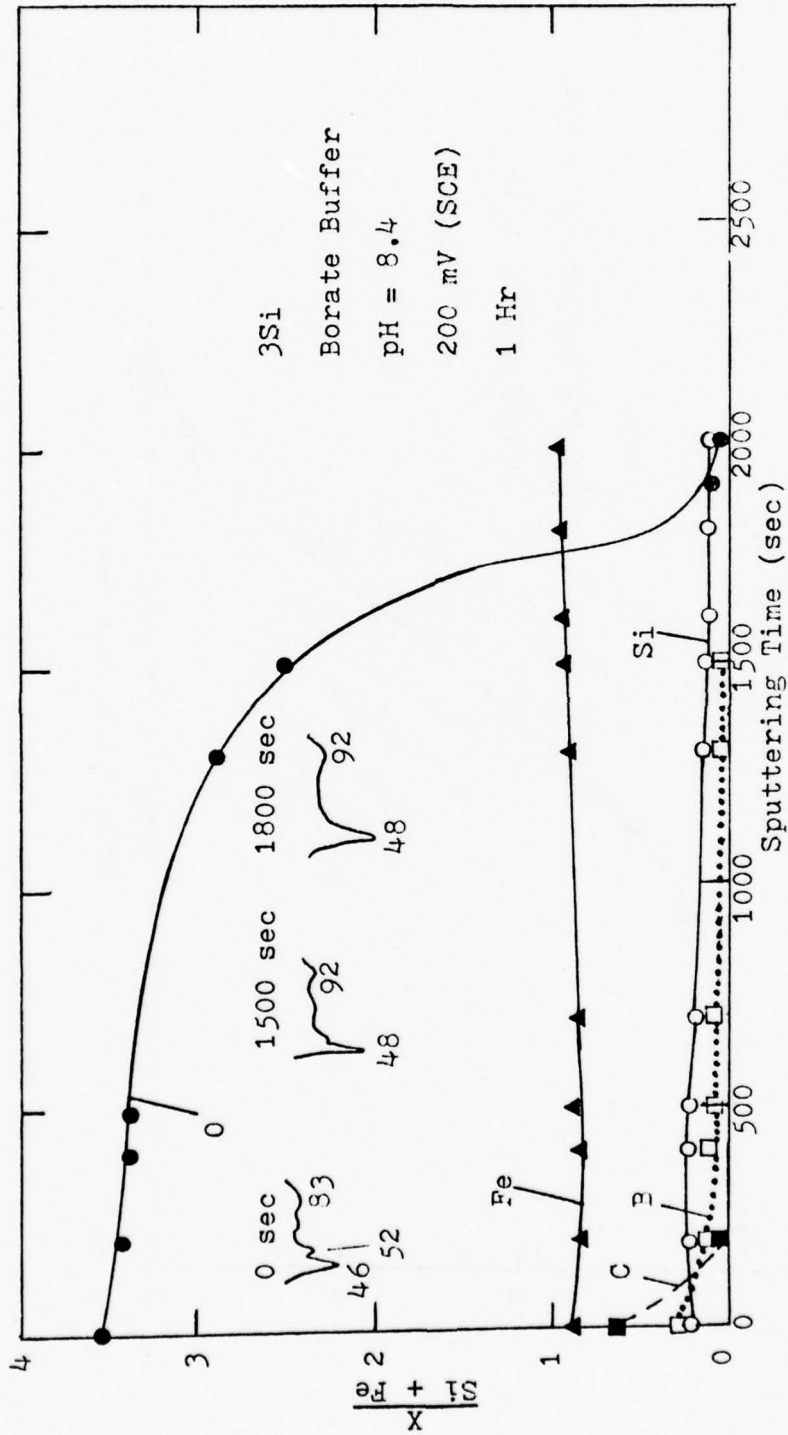 4
3
2
1
0
X
Si + Fe
0 sec
46
52
83
1500 sec
48
92
1800 sec
48
92
O
Fe
C
B
Si
3Si
Borate Buffer
pH = 8.4
200 mV (SCE)
1 Hr
0
500
1000
1500
2000
2500
Sputtering Time (sec)